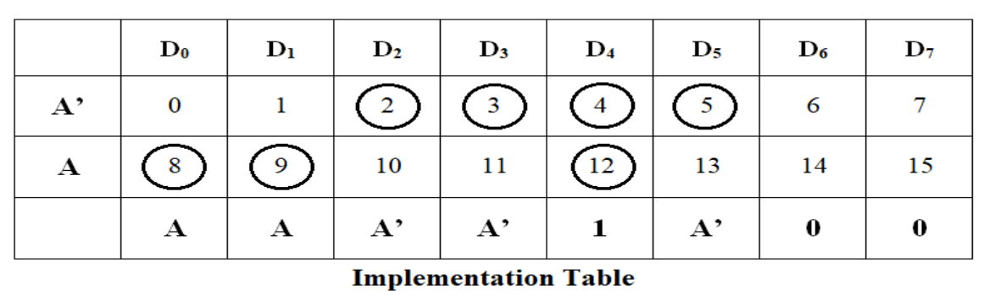 D₀ D₁ D₂ D₃ D₄ D₅ D₆ D₇
A’ 0 1 2 3 4 5 6 7
A 8 9 10 11 12 13 14 15
A A A’ A’ 1 A’ 0 0
Implementation Table